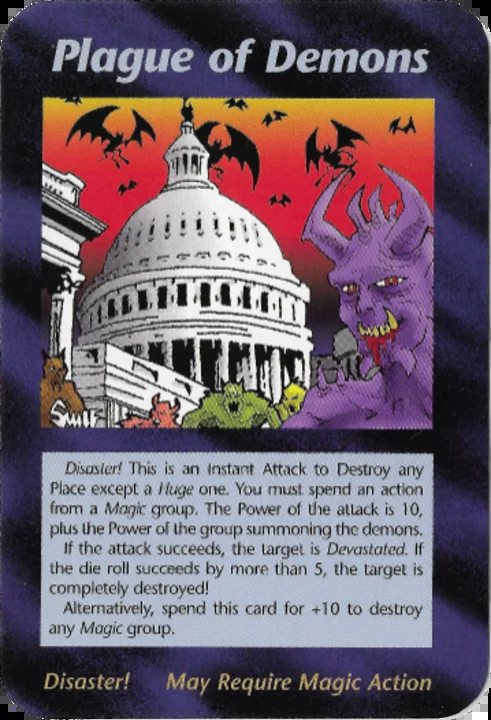 Plague of Demons
Disaster! This is an Instant Attack to Destroy any
Place except a Huge one. You must spend an action
from a Magic group. The Power of the attack is 10,
plus the Power of the group summoning the demons.
If the attack succeeds, the target is Devastated. If
the die roll succeeds by more than 5, the target is
completely destroyed!
Alternatively, spend this card for +10 to destroy
any Magic group.
Disaster! May Require Magic Action